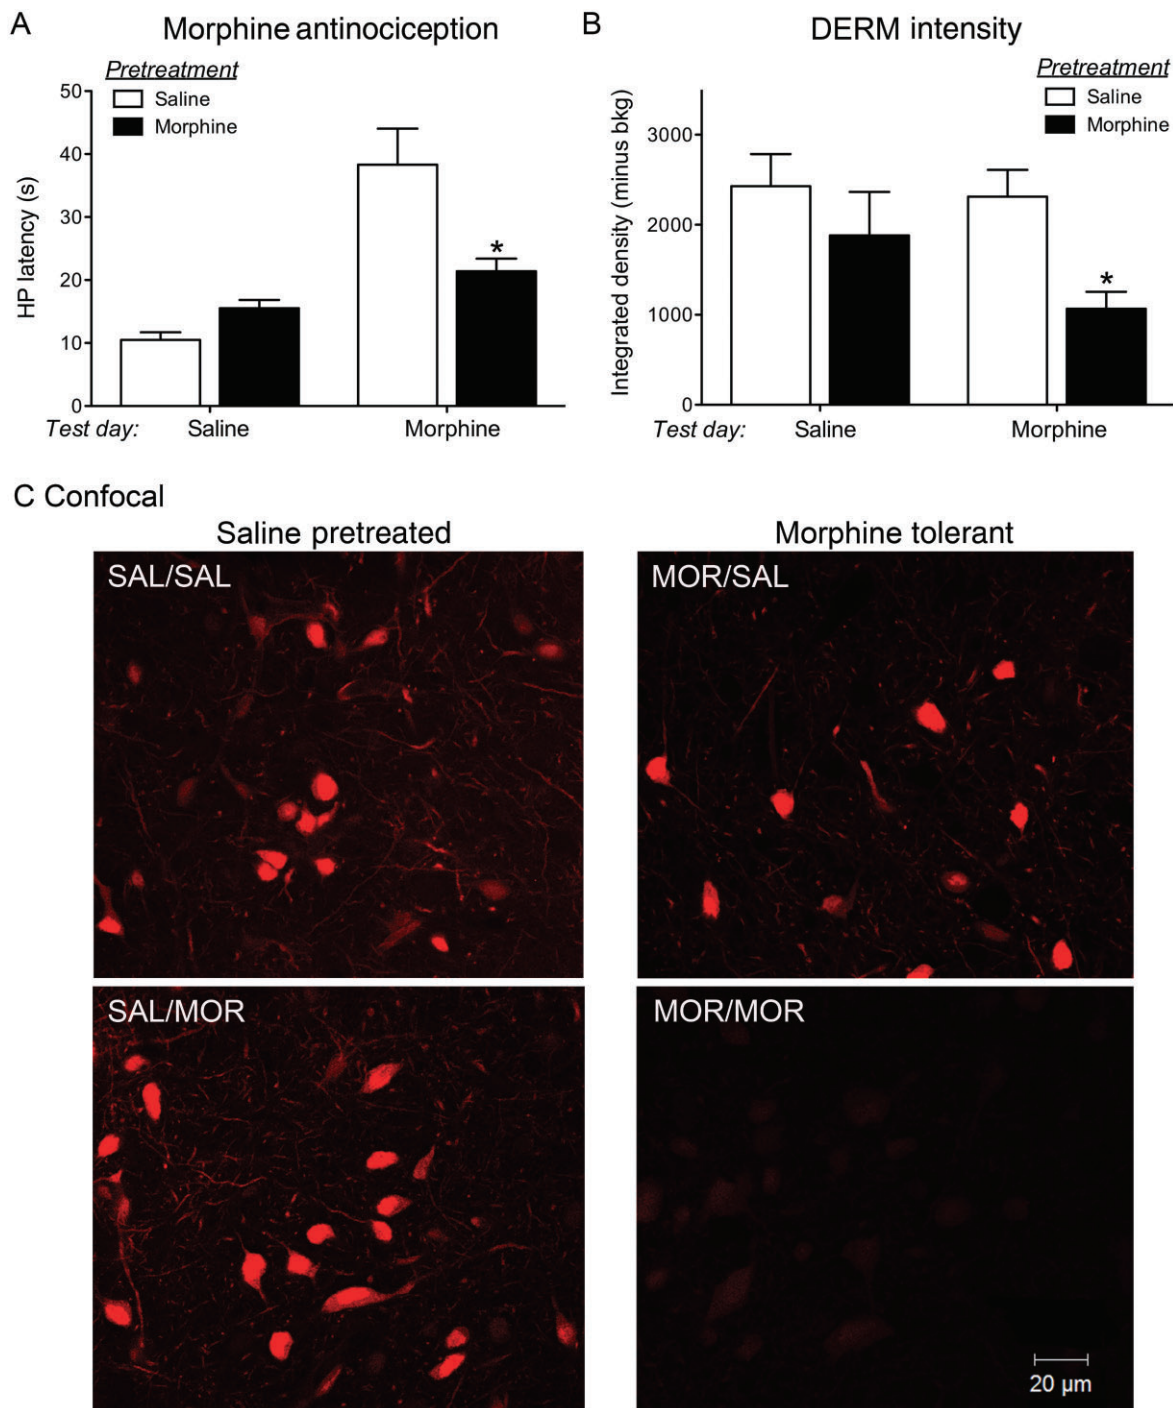 A
Morphine antinociception
Pretreatment
Saline
Morphine
HP latency (s)
50
40
30
20
10
0
*
Test day:
Saline
Morphine
B
DERM intensity
Pretreatment
Saline
Morphine
Integrated density (minus bkg)
3000
2000
1000
0
*
Test day:
Saline
Morphine
C Confocal
Saline pretreated
Morphine tolerant
SAL/SAL
MOR/SAL
SAL/MOR
MOR/MOR
20 µm